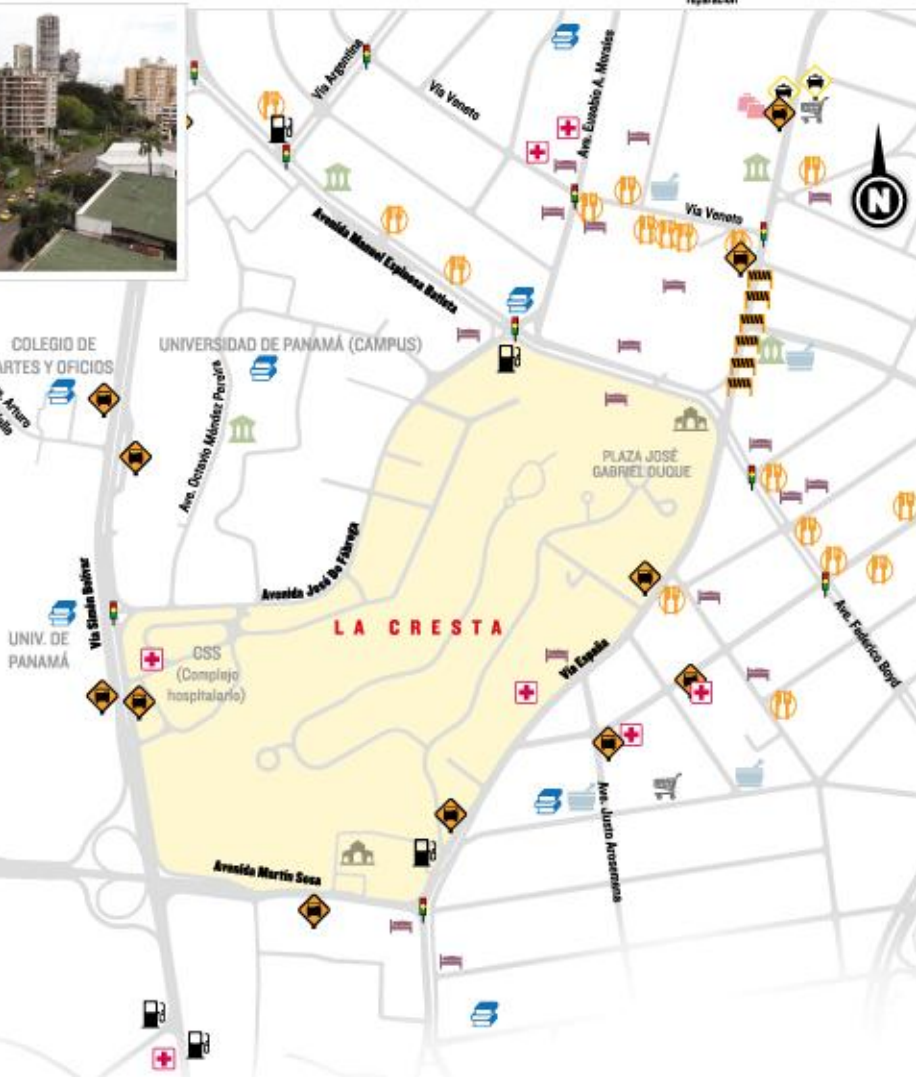 Vía Argentina
Vía Veneto
Ave. Eusebio A. Morales
Vía Veneto
N
Avenida Manuel Espinosa Batista
COLEGIO DE
ARTES Y OFICIOS
UNIVERSIDAD DE PANAMÁ (CAMPUS)
Arturo
Ave. Octavio Méndez Pereira
PLAZA JOSÉ
GABRIEL DUQUE
Avenida José De Fábrega
Vía Simón Bolívar
LA CRESTA
UNIV. DE
PANAMÁ
CSS
(Complejo
hospitalario)
Vía España
Ave. Federico Boyd
Ave. Justo Arosemena
Avenida Martín Sosa